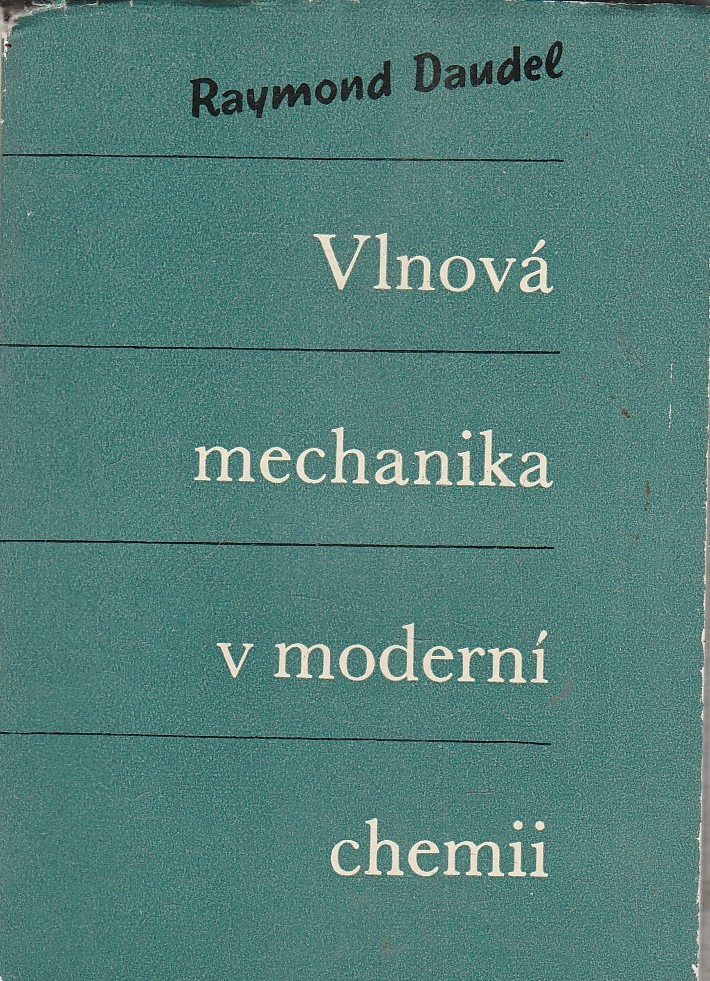 Raymond Daudel
Vlnová
mechanika
v moderní
chemii